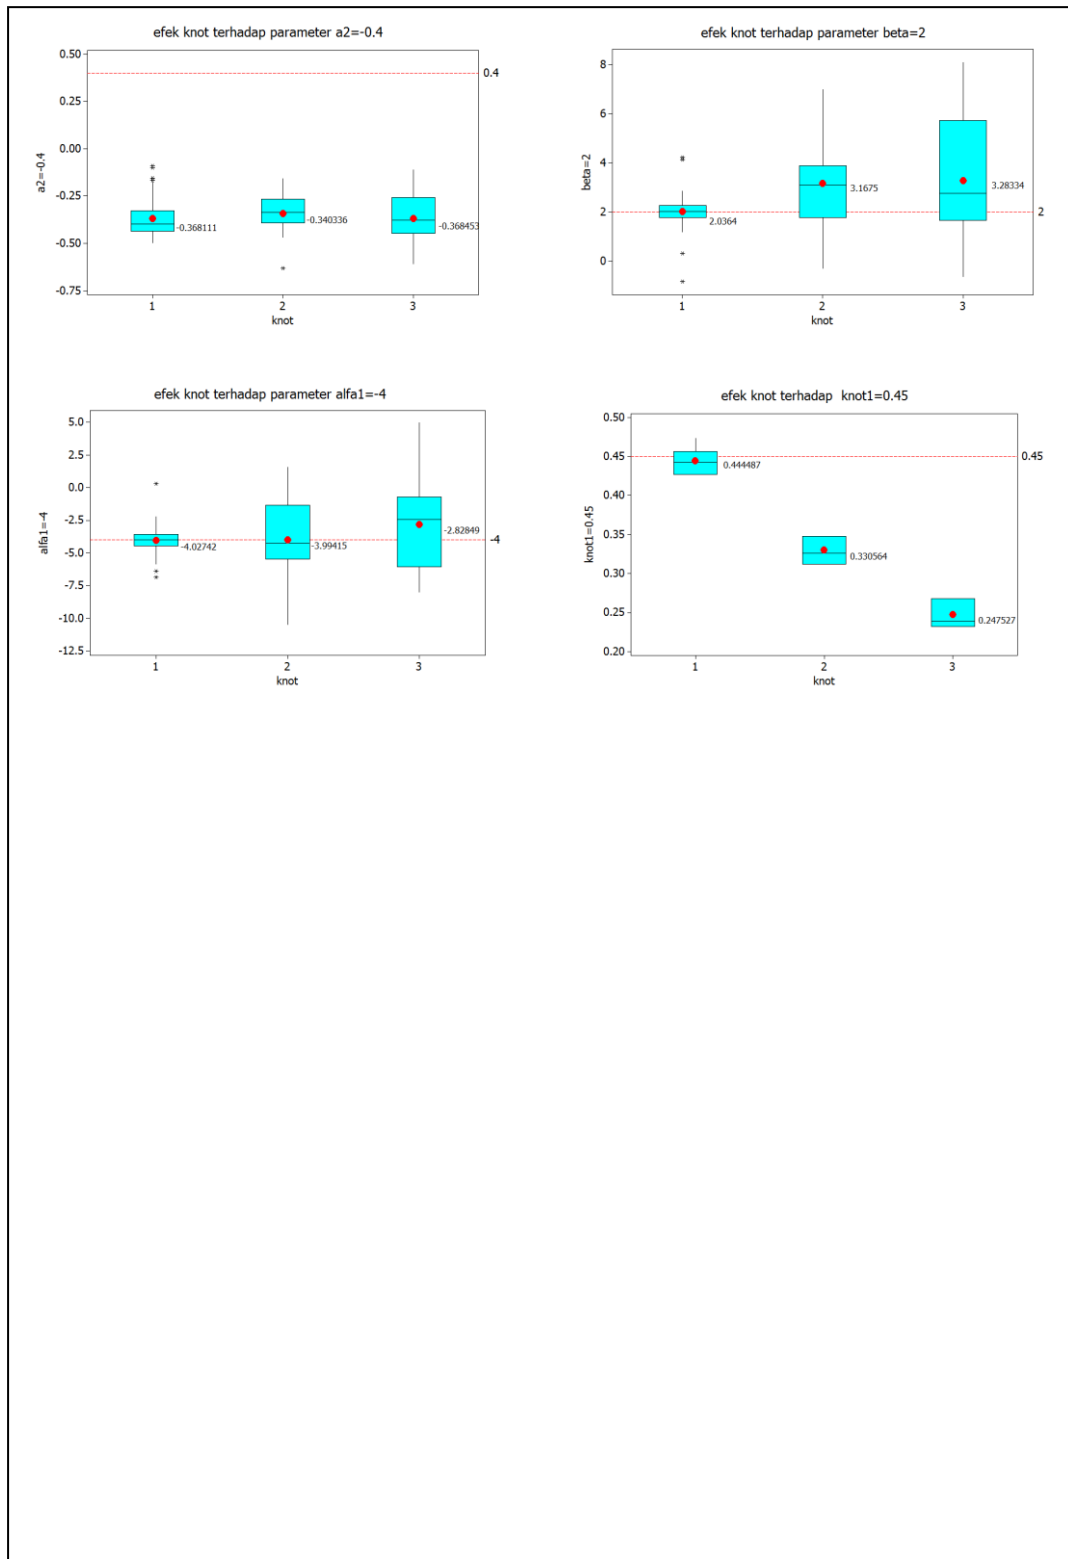 efek knot terhadap parameter a2=-0.4
0.50
0.25
0.00
-0.25
-0.50
-0.75
a2=-0.4
0.4
-0.368111
-0.340336
-0.368453
1 2 3
knot
efek knot terhadap parameter beta=2
8
6
4
2
0
beta=2
2
2.0364
3.1675
3.28334
1 2 3
knot
efek knot terhadap parameter alfa1=-4
5.0
2.5
0.0
-2.5
-5.0
-7.5
-10.0
-12.5
alfa1=-4
-4
-4.02742
-3.99415
-2.82849
1 2 3
knot
efek knot terhadap knot1=0.45
0.50
0.45
0.40
0.35
0.30
0.25
0.20
knot1=0.45
0.45
0.444487
0.330564
0.247527
1 2 3
knot